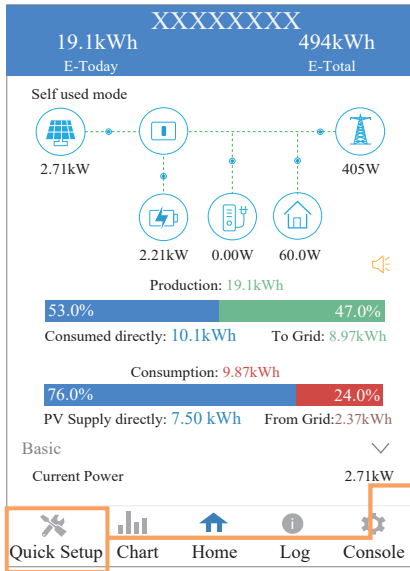 XXXXXXXX
19.1kWh 494kWh
E-Today E-Total
Self used mode
2.71kW 405W
2.21kW 0.00W 60.0W
Production: 19.1kWh
53.0% 47.0%
Consumed directly: 10.1kWh To Grid: 8.97kWh
Consumption: 9.87kWh
76.0% 24.0%
PV Supply directly: 7.50 kWh From Grid:2.37kWh
Basic
Current Power 2.71kW
Quick Setup Chart Home Log Console